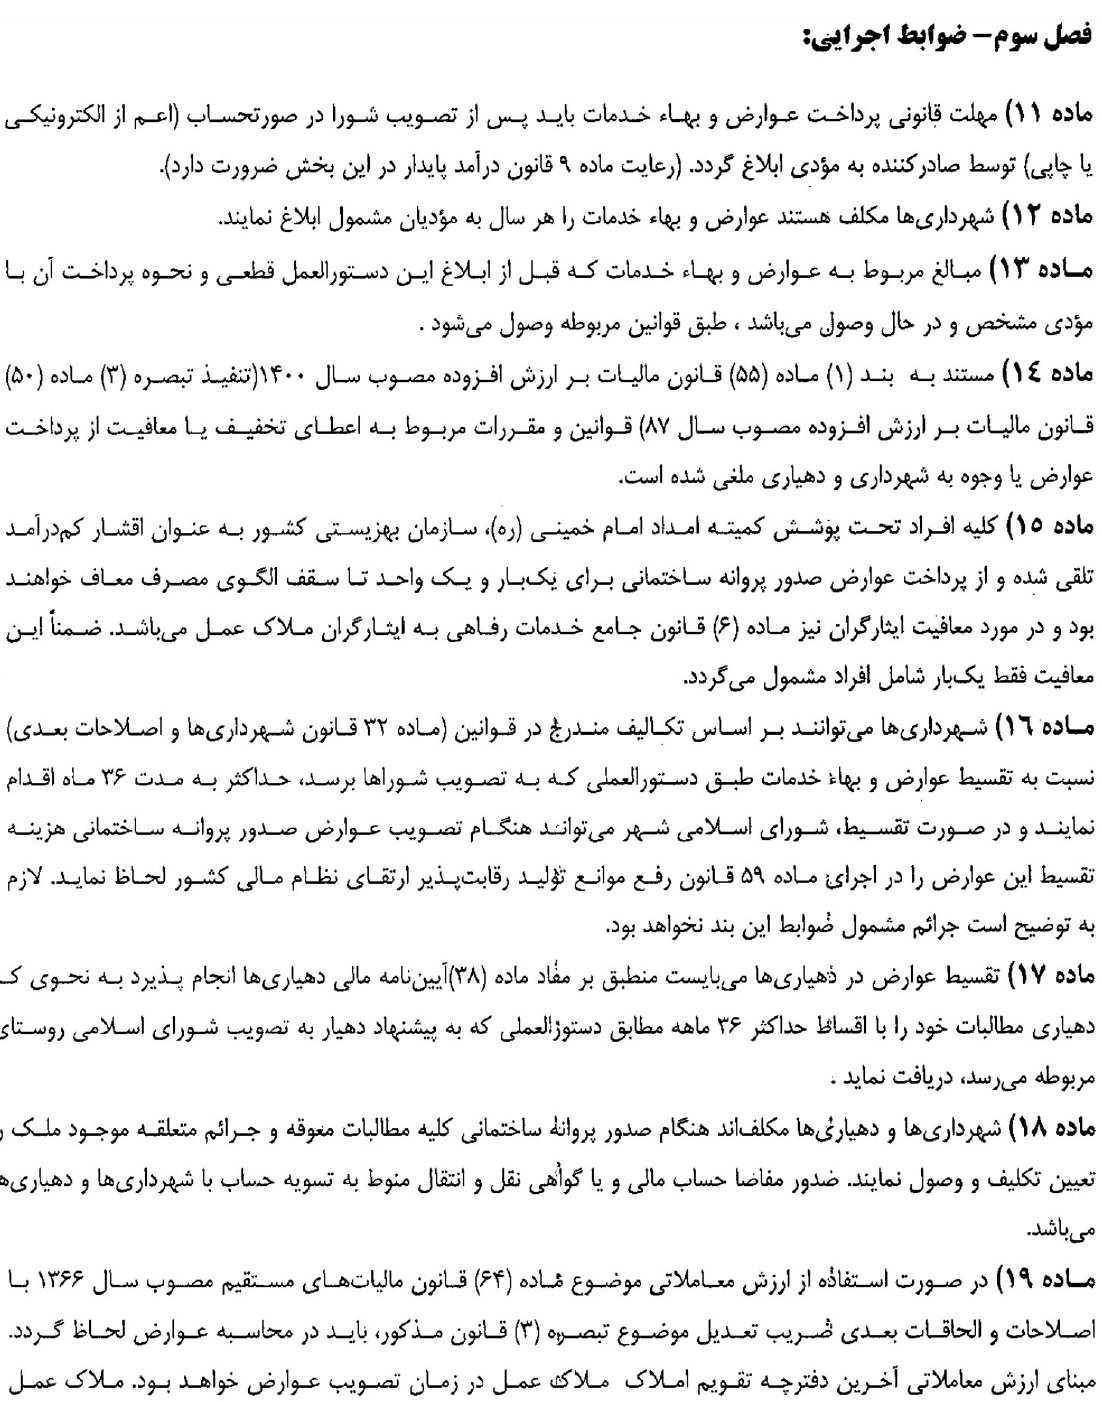 فصل سوم– ضوابط اجرایی:
ماده ۱۱) مهلت قانونی پرداخت عوارض و بهاء خدمات باید پس از تصویب شورا در صورتحساب (اعم از الکترونیکی
یا چاپی) توسط صادرکننده به مؤدی ابلاغ گردد. (رعایت ماده ۹ قانون درآمد پایدار در این بخش ضرورت دارد).
ماده ۱۲) شهرداری‌ها مکلف هستند عوارض و بهاء خدمات را هر سال به مؤدیان مشمول ابلاغ نمایند.
ماده ۱۳) مبالغ مربوط به عوارض و بهاء خدمات که قبل از ابلاغ این دستورالعمل قطعی و نحوه پرداخت آن با
مؤدی مشخص و در حال وصول می‌باشد ، طبق قوانین مربوطه وصول می‌شود .
ماده ۱٤) مستند به بند (۱) ماده (۵۵) قانون مالیات بر ارزش افزوده مصوب سال ۱۴۰۰(تنفیذ تبصره (۳) ماده (۵۰)
قانون مالیات بر ارزش افزوده مصوب سال ۸۷) قوانین و مقررات مربوط به اعطای تخفیف یا معافیت از پرداخت
عوارض یا وجوه به شهرداری و دهیاری ملغی شده است.
ماده ۱۵) کلیه افراد تحت پوشش کمیته امداد امام خمینی (ره)، سازمان بهزیستی کشور به عنوان اقشار کم‌درآمد
تلقی شده و از پرداخت عوارض صدور پروانه ساختمانی برای یک‌بار و یک واحد تا سقف الگوی مصرف معاف خواهند
بود و در مورد معافیت ایثارگران نیز ماده (۶) قانون جامع خدمات رفاهی به ایثارگران ملاک عمل می‌باشد. ضمناً این
معافیت فقط یک‌بار شامل افراد مشمول می‌گردد.
ماده ۱٦) شهرداری‌ها می‌توانند بر اساس تکالیف مندرج در قوانین (ماده ۳۲ قانون شهرداری‌ها و اصلاحات بعدی)
نسبت به تقسیط عوارض و بهاء خدمات طبق دستورالعملی که به تصویب شوراها برسد، حداکثر به مدت ۳۶ ماه اقدام
نمایند و در صورت تقسیط، شورای اسلامی شهر می‌توانند هنگام تصویب عوارض صدور پروانه ساختمانی هزینه
تقسیط این عوارض را در اجرای ماده ۵۹ قانون رفع موانع تولید رقابت‌پذیر ارتقای نظام مالی کشور لحاظ نماید. لازم
به توضیح است جرائم مشمول ضوابط این بند نخواهد بود.
ماده ۱۷) تقسیط عوارض در دهیاری‌ها می‌بایست منطبق بر مفاد ماده (۳۸)آیین‌نامه مالی دهیاری‌ها انجام پذیرد به نحوی ک
دهیاری مطالبات خود را با اقساط حداکثر ۳۶ ماهه مطابق دستورالعملی که به پیشنهاد دهیار به تصویب شورای اسلامی روستای
مربوطه می‌رسد، دریافت نماید .
ماده ۱۸) شهرداری‌ها و دهیاری‌ها مکلف‌اند هنگام صدور پروانه ساختمانی کلیه مطالبات معوقه و جرائم متعلقه موجود ملک ر
تعیین تکلیف و وصول نمایند. صدور مفاصا حساب مالی و یا گواهی نقل و انتقال منوط به تسویه حساب با شهرداری‌ها و دهیاری‌ه
می‌باشد.
ماده ۱۹) در صورت استفاده از ارزش معاملاتی موضوع ماده (۶۴) قانون مالیات‌های مستقیم مصوب سال ۱۳۶۶ با
اصلاحات و الحاقات بعدی ضریب تعدیل موضوع تبصره (۳) قانون مذکور، باید در محاسبه عوارض لحاظ گردد.
مبنای ارزش معاملاتی آخرین دفترچه تقویم املاک ملاک عمل در زمان تصویب عوارض خواهد بود. ملاک عمل